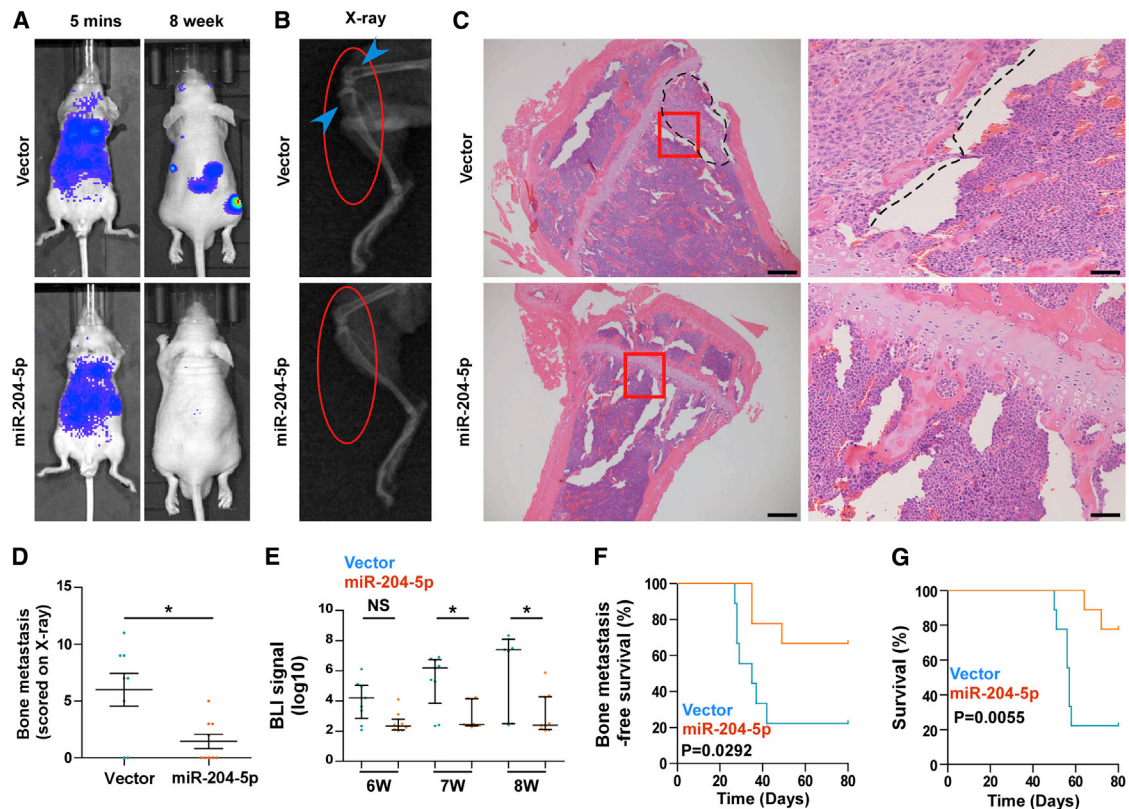 A
5 mins
8 week
Vector
miR-204-5p
B
X-ray
Vector
miR-204-5p
C
Vector
miR-204-5p
D
Bone metastasis
(scored on X-ray)
15
10
5
0
*
Vector
miR-204-5p
E
Vector
miR-204-5p
BLI signal
(log10)
10
8
6
4
2
0
NS
*
*
6W
7W
8W
F
Bone metastasis
-free survival (%)
100
80
60
40
20
0
Vector
miR-204-5p
P=0.0292
0
20
40
60
80
Time (Days)
G
Survival (%)
100
80
60
40
20
0
Vector
miR-204-5p
P=0.0055
0
20
40
60
80
Time (Days)